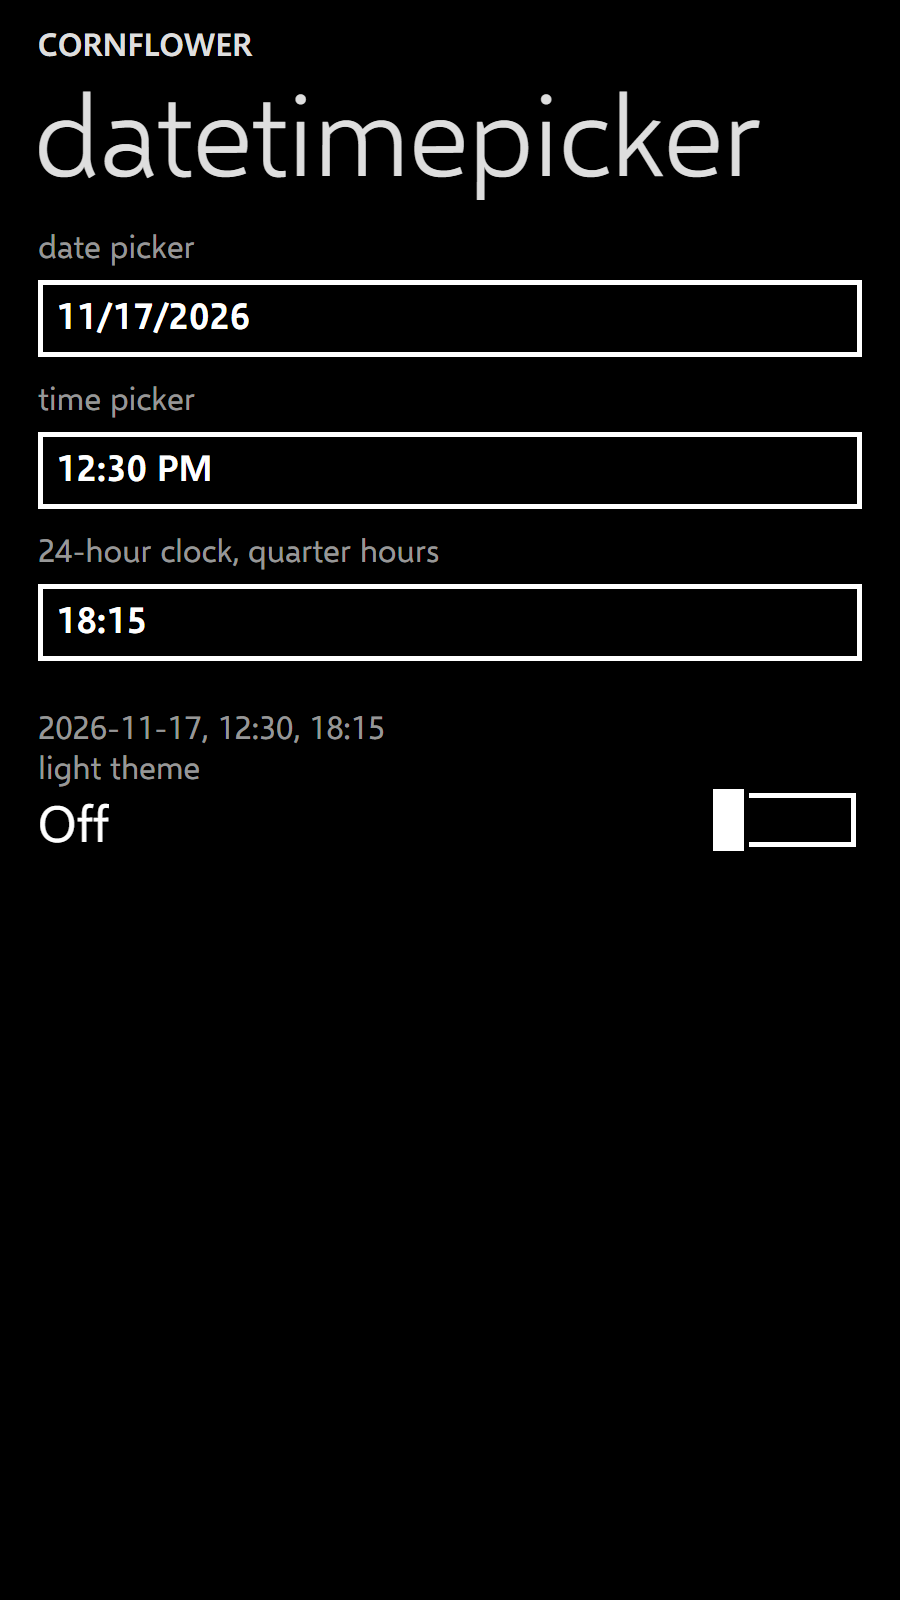 CORNFLOWER
datetimepicker
date picker
11/17/2026
time picker
12:30 PM
24-hour clock, quarter hours
18:15
2026-11-17, 12:30, 18:15
light theme
Off